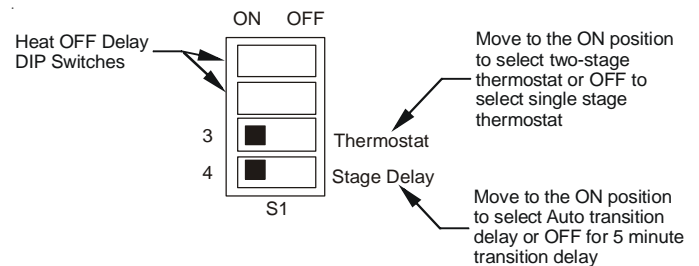 ON OFF
Heat OFF Delay
DIP Switches
Move to the ON position
to select two-stage
thermostat or OFF to
select single stage
thermostat
3
Thermostat
4
Stage Delay
S1
Move to the ON position
to select Auto transition
delay or OFF for 5 minute
transition delay